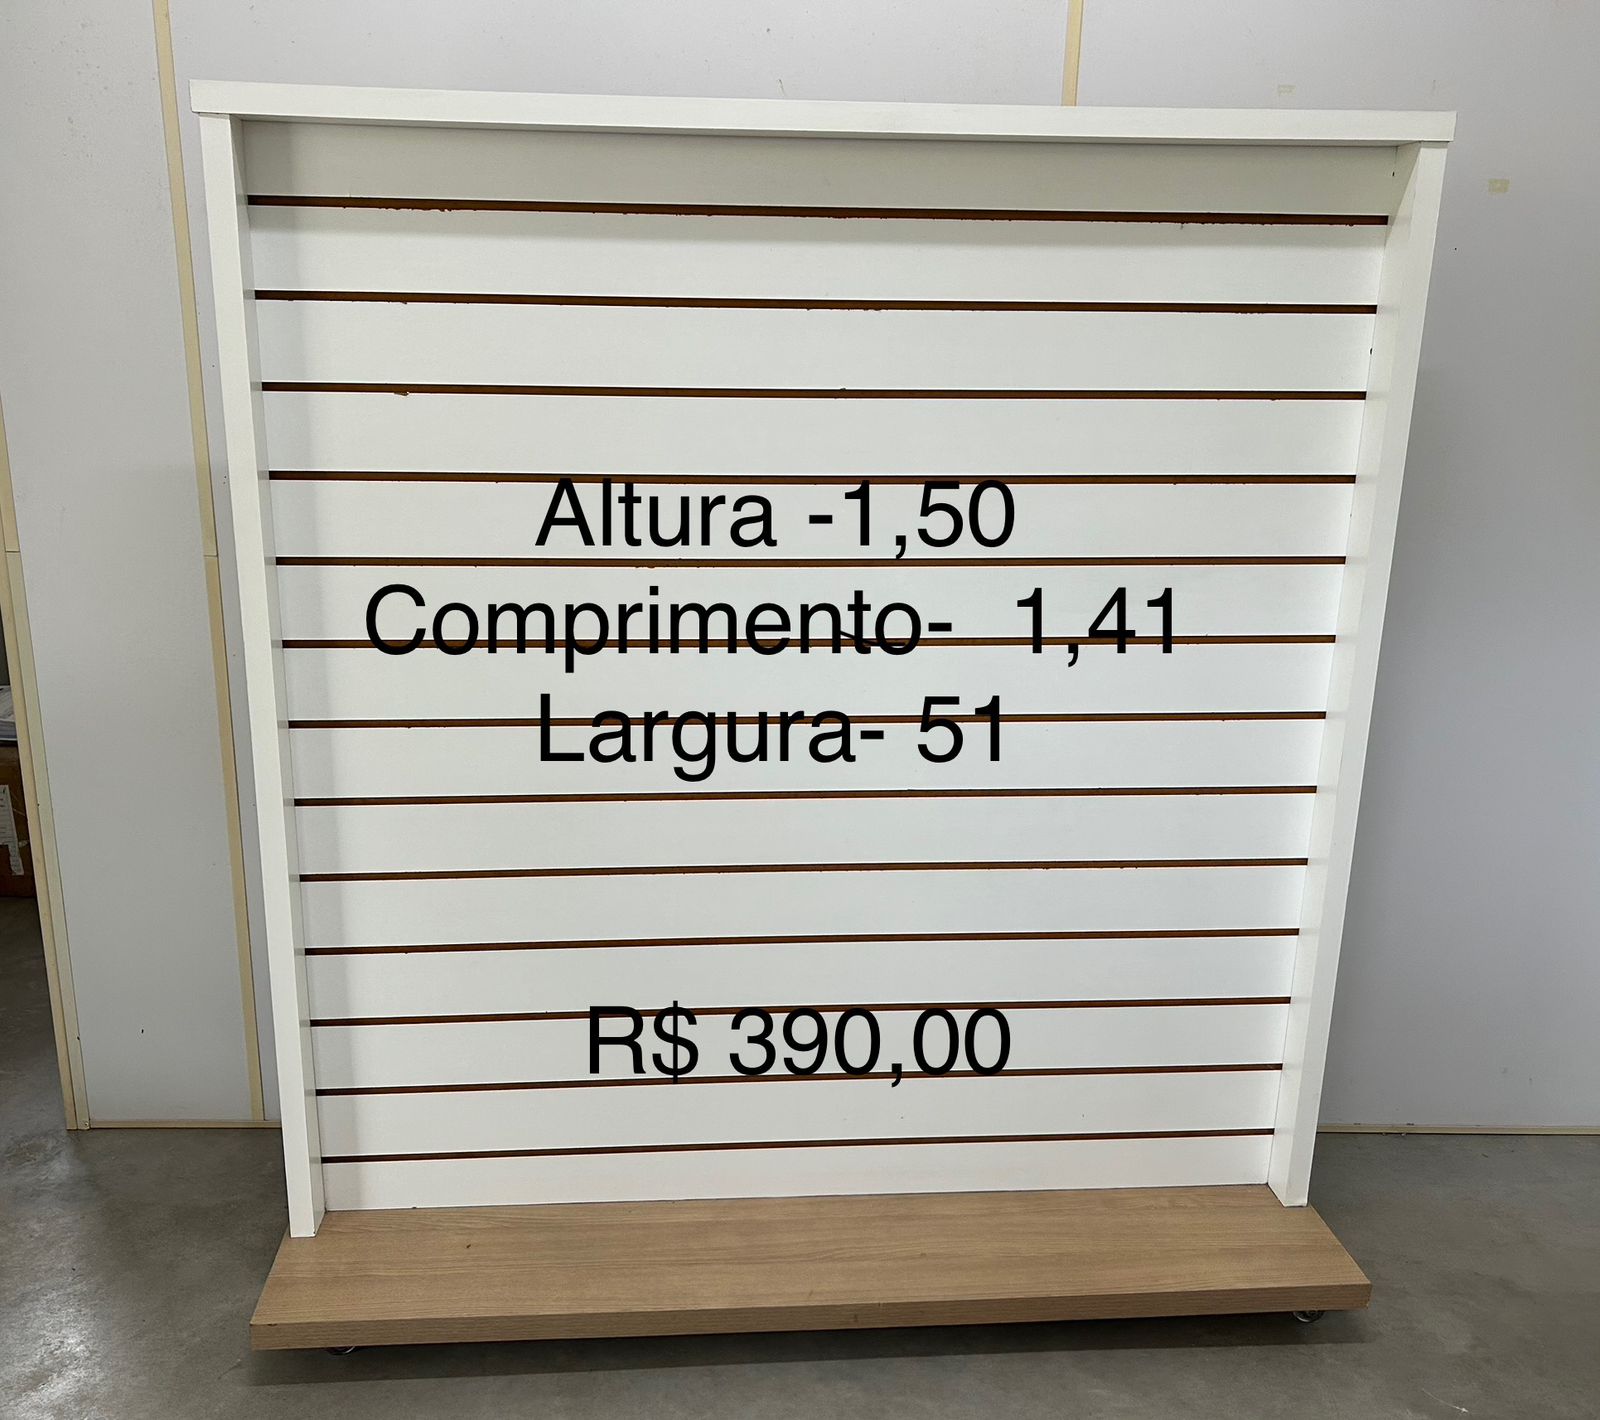 Altura -1,50
Comprimento-  1,41
Largura- 51
R$ 390,00